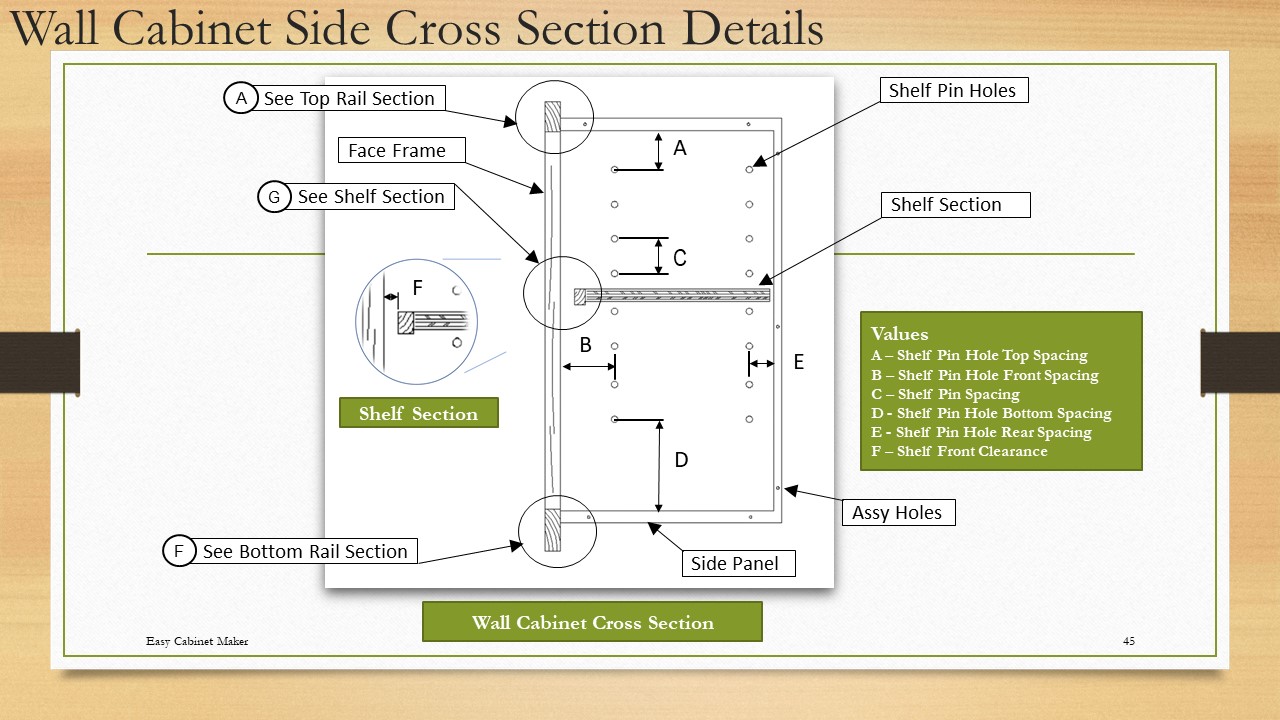 Wall Cabinet Side Cross Section Details
A See Top Rail Section
Shelf Pin Holes
Face Frame
A
G See Shelf Section
Shelf Section
C
F
B
E
Values
A – Shelf Pin Hole Top Spacing
B – Shelf Pin Hole Front Spacing
C – Shelf Pin Spacing
D - Shelf Pin Hole Bottom Spacing
E - Shelf Pin Hole Rear Spacing
F – Shelf Front Clearance
Shelf Section
D
Assy Holes
F See Bottom Rail Section
Side Panel
Wall Cabinet Cross Section
Easy Cabinet Maker
45